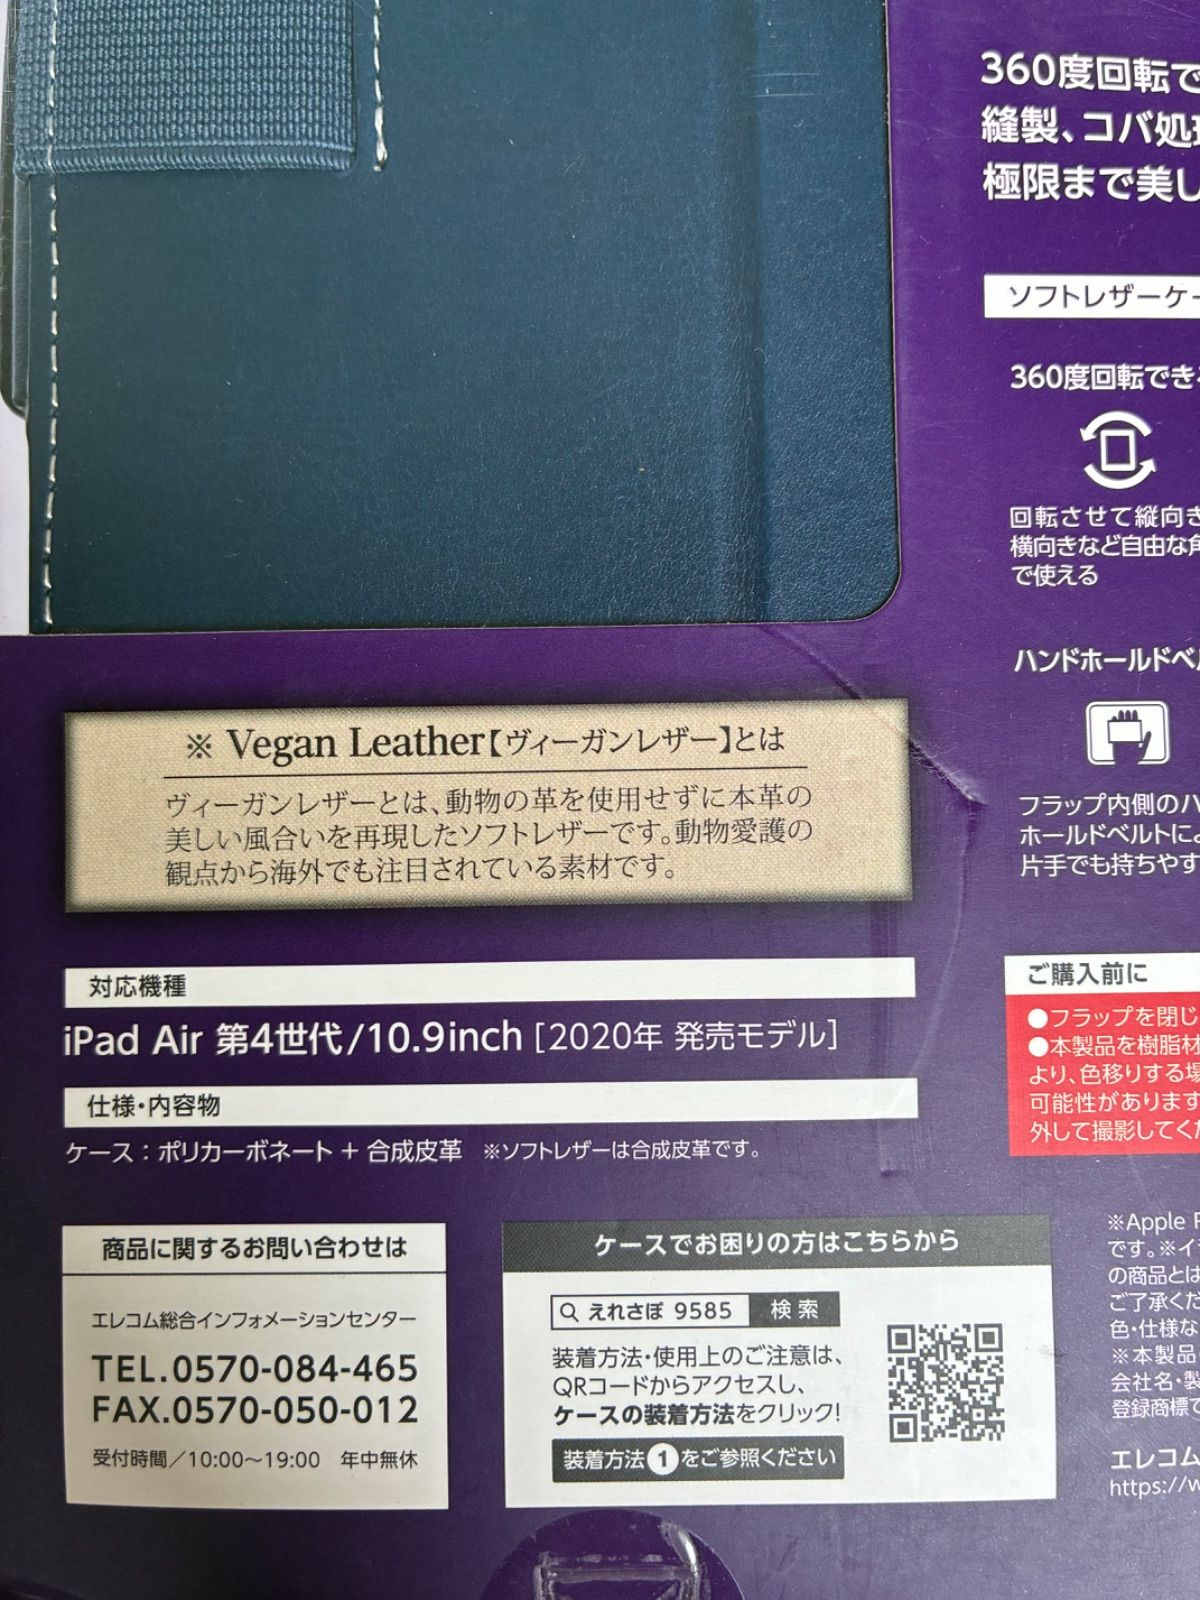 360度回転で
縫製、コバ処理
極限まで美し
ソフトレザーケー
360度回転できる
回転させて縦向き
横向きなど自由な角
で使える
ハンドホールドベル
フラップ内側のハ
ホールドベルトによ
片手でも持ちやす
※ Vegan Leather【ヴィーガンレザー】とは
ヴィーガンレザーとは、動物の革を使用せずに本革の
美しい風合いを再現したソフトレザーです。動物愛護の
観点から海外でも注目されている素材です。
対応機種
iPad Air 第4世代/10.9inch [2020年 発売モデル]
仕様・内容物
ケース：ポリカーボネート + 合成皮革 ※ソフトレザーは合成皮革です。
ご購入前に
●フラップを閉じ
●本製品を樹脂材
より、色移りする場
可能性があります
外して撮影してくだ
商品に関するお問い合わせは
エレコム総合インフォメーションセンター
TEL.0570-084-465
FAX.0570-050-012
受付時間/10:00〜19:00 年中無休
ケースでお困りの方はこちらから
えれさぽ 9585 検索
装着方法・使用上のご注意は、
QRコードからアクセスし、
ケースの装着方法をクリック!
装着方法1をご参照ください
※Apple
です。※イ
の商品とは
ご了承くだ
色・仕様な
※本製品
会社名・製
登録商標で
エレコム
https://w